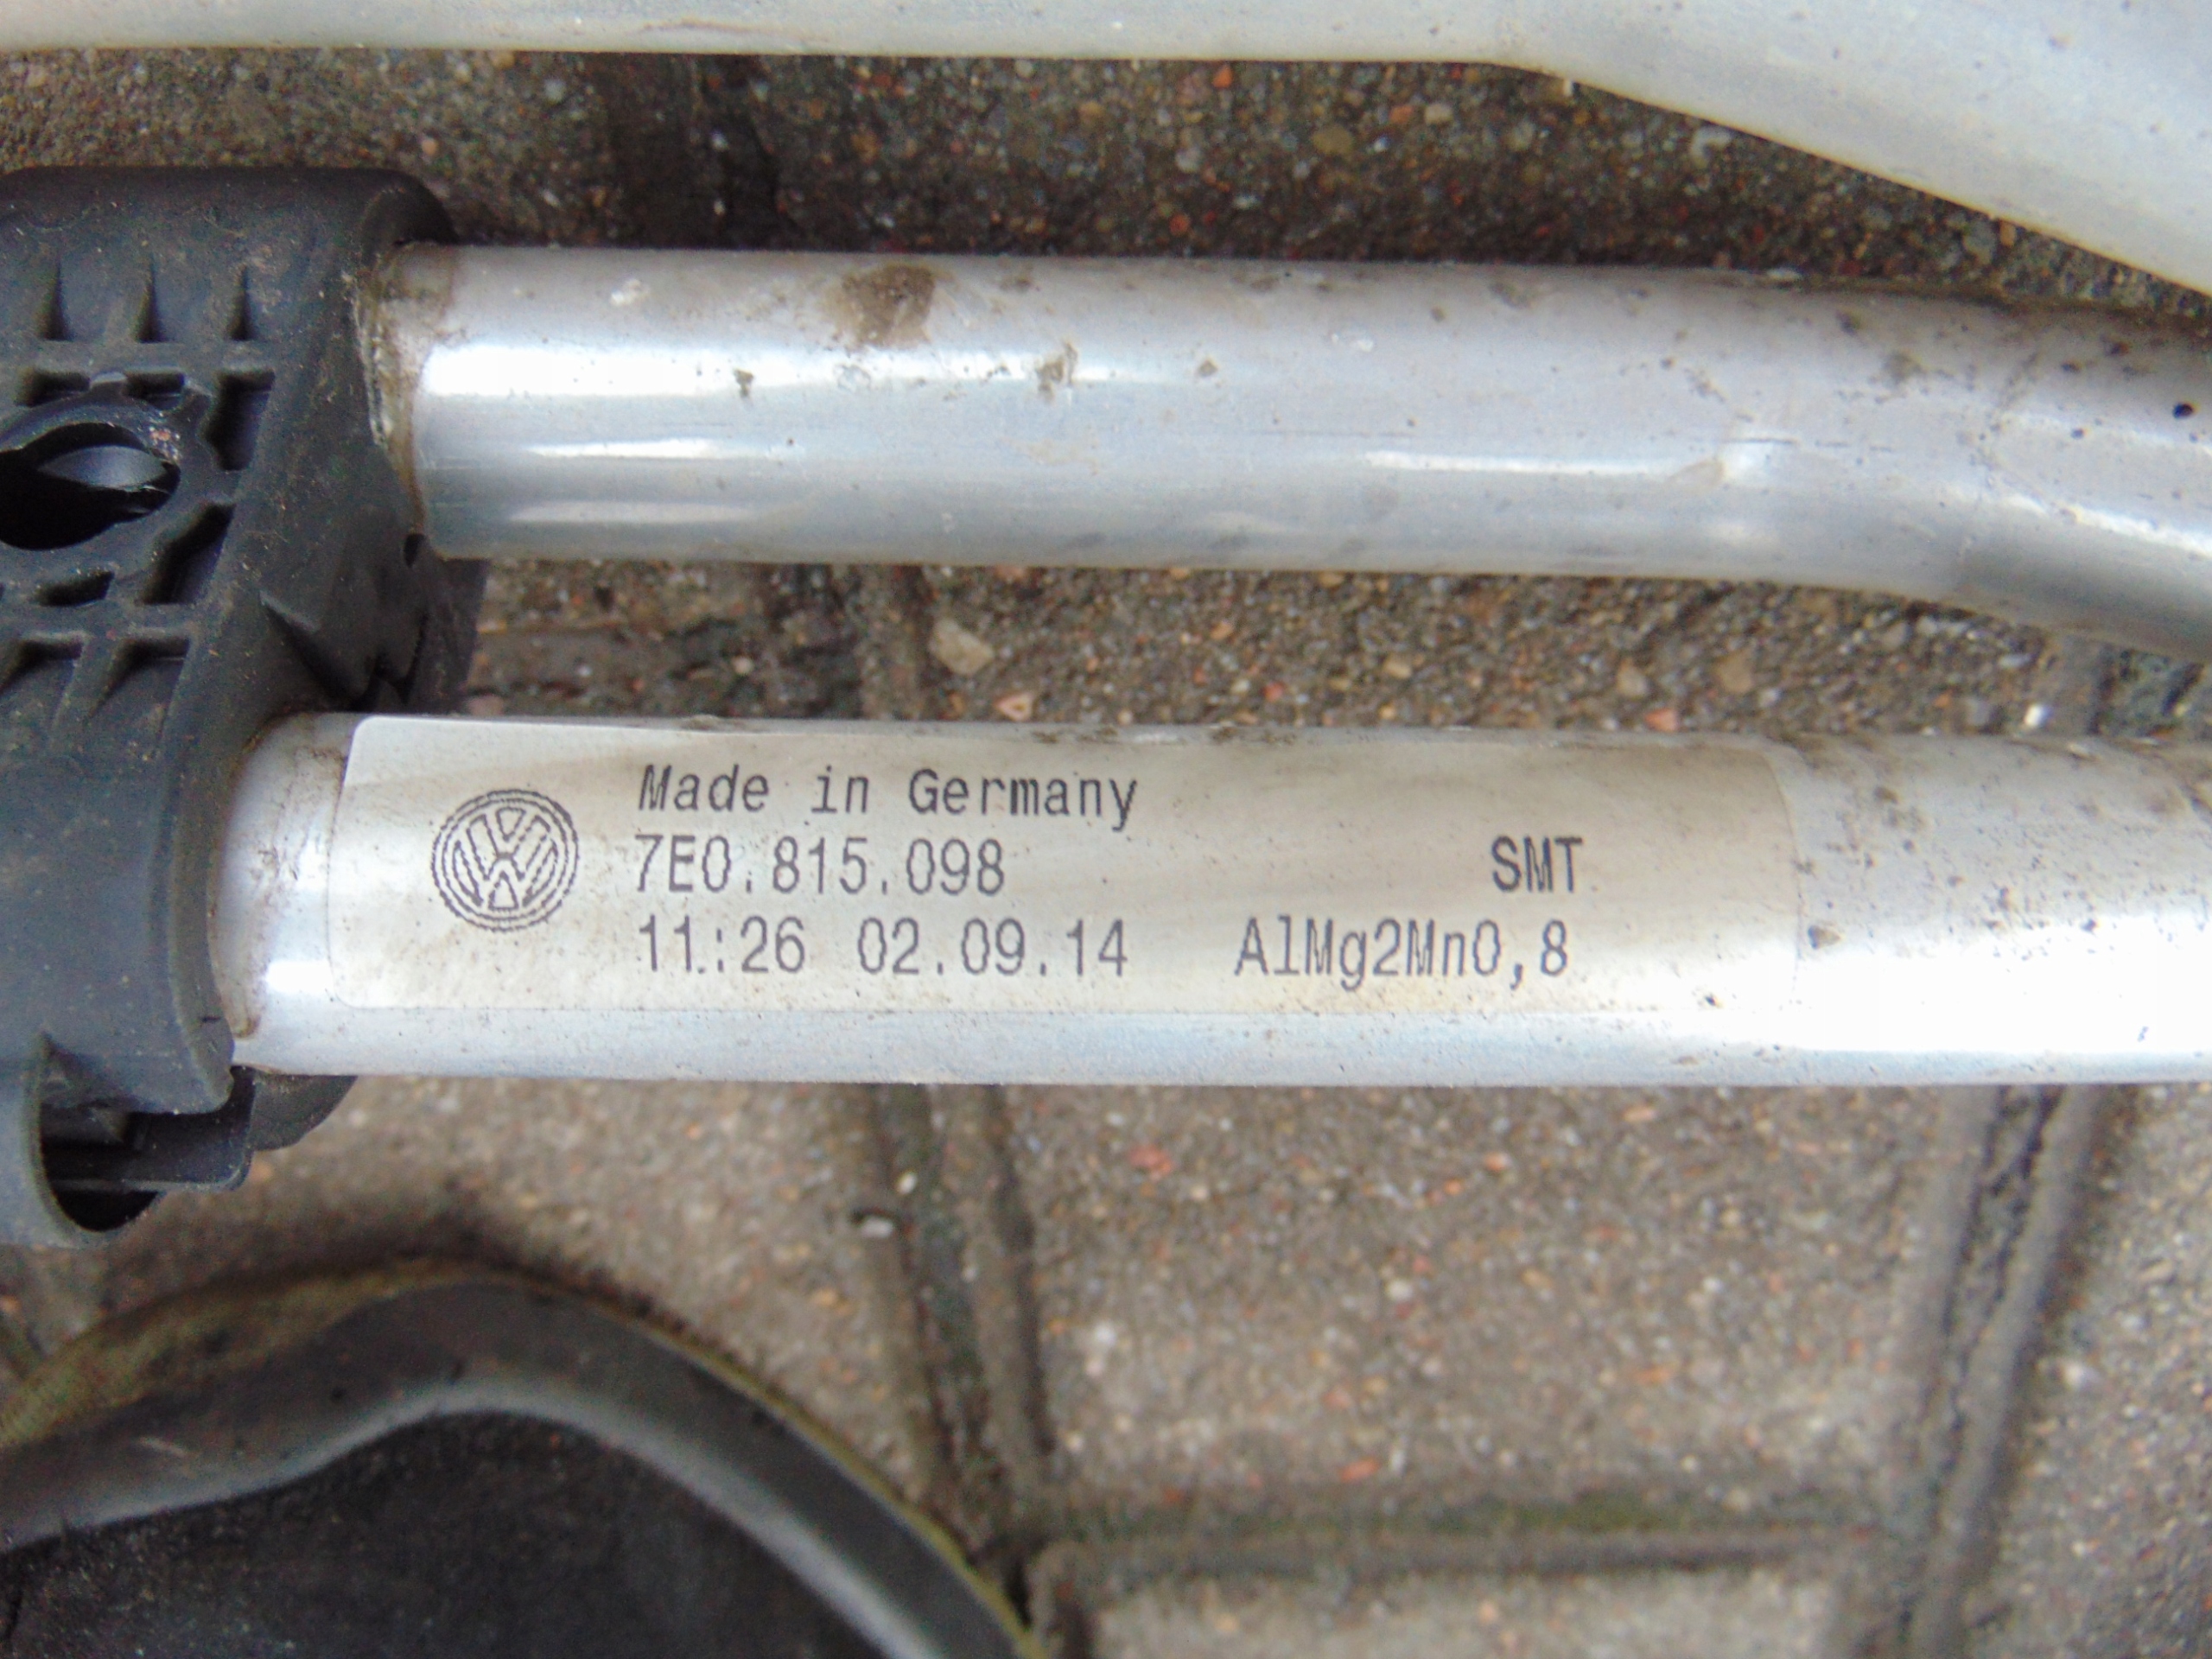 Made in Germany
7E0.815.098 SMT
11:26 02.09.14 AlMg2Mn0,8